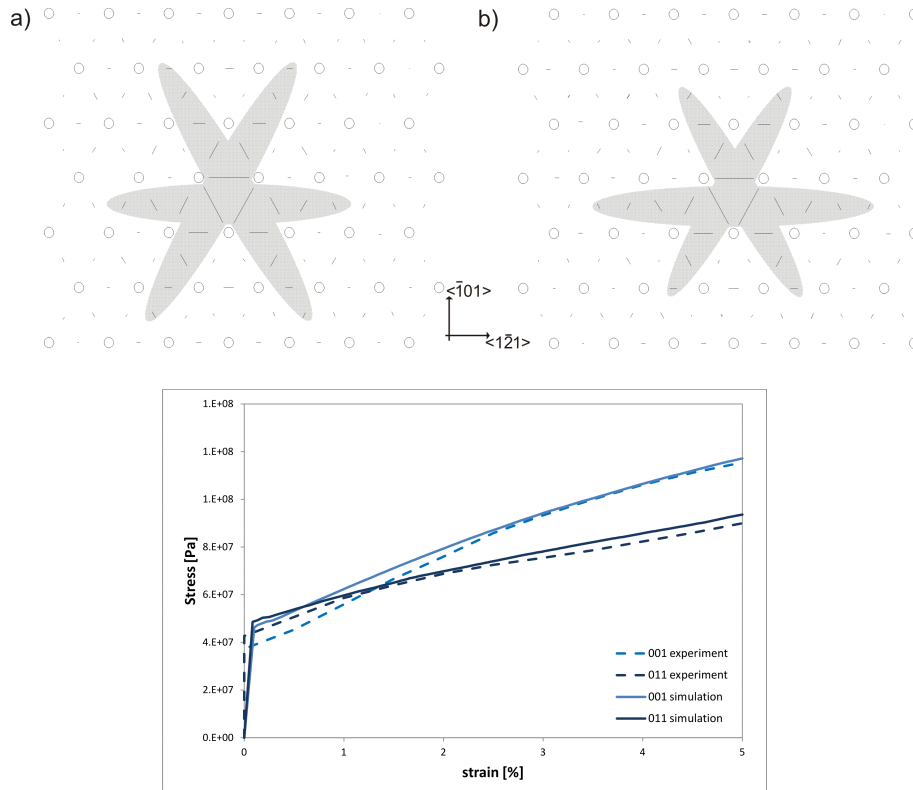 a)
b)
<1̅01>
<12̅1>
1.E+08
1.E+08
1.E+08
8.E+07
6.E+07
4.E+07
2.E+07
0.E+00
Stress [Pa]
001 experiment
011 experiment
001 simulation
011 simulation
0 1 2 3 4 5
strain [%]